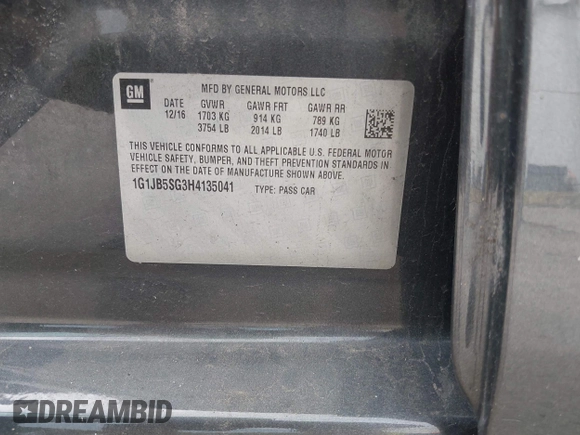 GM
MFD BY GENERAL MOTORS LLC
DATE GVWR GAWR FRT GAWR RR
12/16 1703 KG 914 KG 789 KG
3754 LB 2014 LB 1740 LB
THIS VEHICLE CONFORMS TO ALL APPLICABLE U.S. FEDERAL MOTOR
VEHICLE SAFETY, BUMPER, AND THEFT PREVENTION STANDARDS IN
EFFECT ON THE DATE OF MANUFACTURE SHOWN ABOVE.
1G1JB5SG3H4135041 TYPE: PASS CAR
DREAMBID